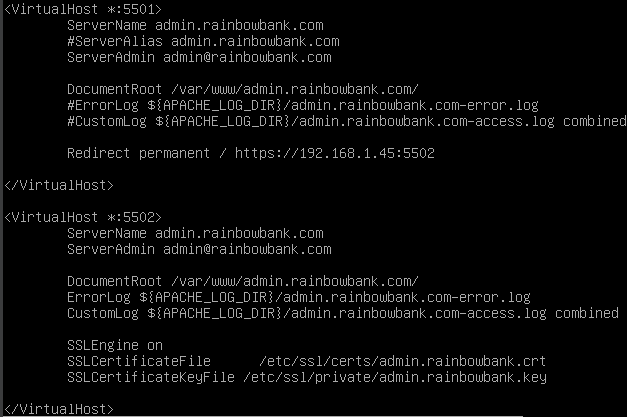 <VirtualHost *:5501>
ServerName admin.rainbowbank.com
#ServerAlias admin.rainbowbank.com
ServerAdmin admin@rainbowbank.com
DocumentRoot /var/www/admin.rainbowbank.com/
#ErrorLog ${APACHE_LOG_DIR}/admin.rainbowbank.com-error.log
#CustomLog ${APACHE_LOG_DIR}/admin.rainbowbank.com-access.log combined
Redirect permanent / https://192.168.1.45:5502
</VirtualHost>
<VirtualHost *:5502>
ServerName admin.rainbowbank.com
ServerAdmin admin@rainbowbank.com
DocumentRoot /var/www/admin.rainbowbank.com/
ErrorLog ${APACHE_LOG_DIR}/admin.rainbowbank.com-error.log
CustomLog ${APACHE_LOG_DIR}/admin.rainbowbank.com-access.log combined
SSLEngine on
SSLCertificateFile /etc/ssl/certs/admin.rainbowbank.crt
SSLCertificateKeyFile /etc/ssl/private/admin.rainbowbank.key
</VirtualHost>